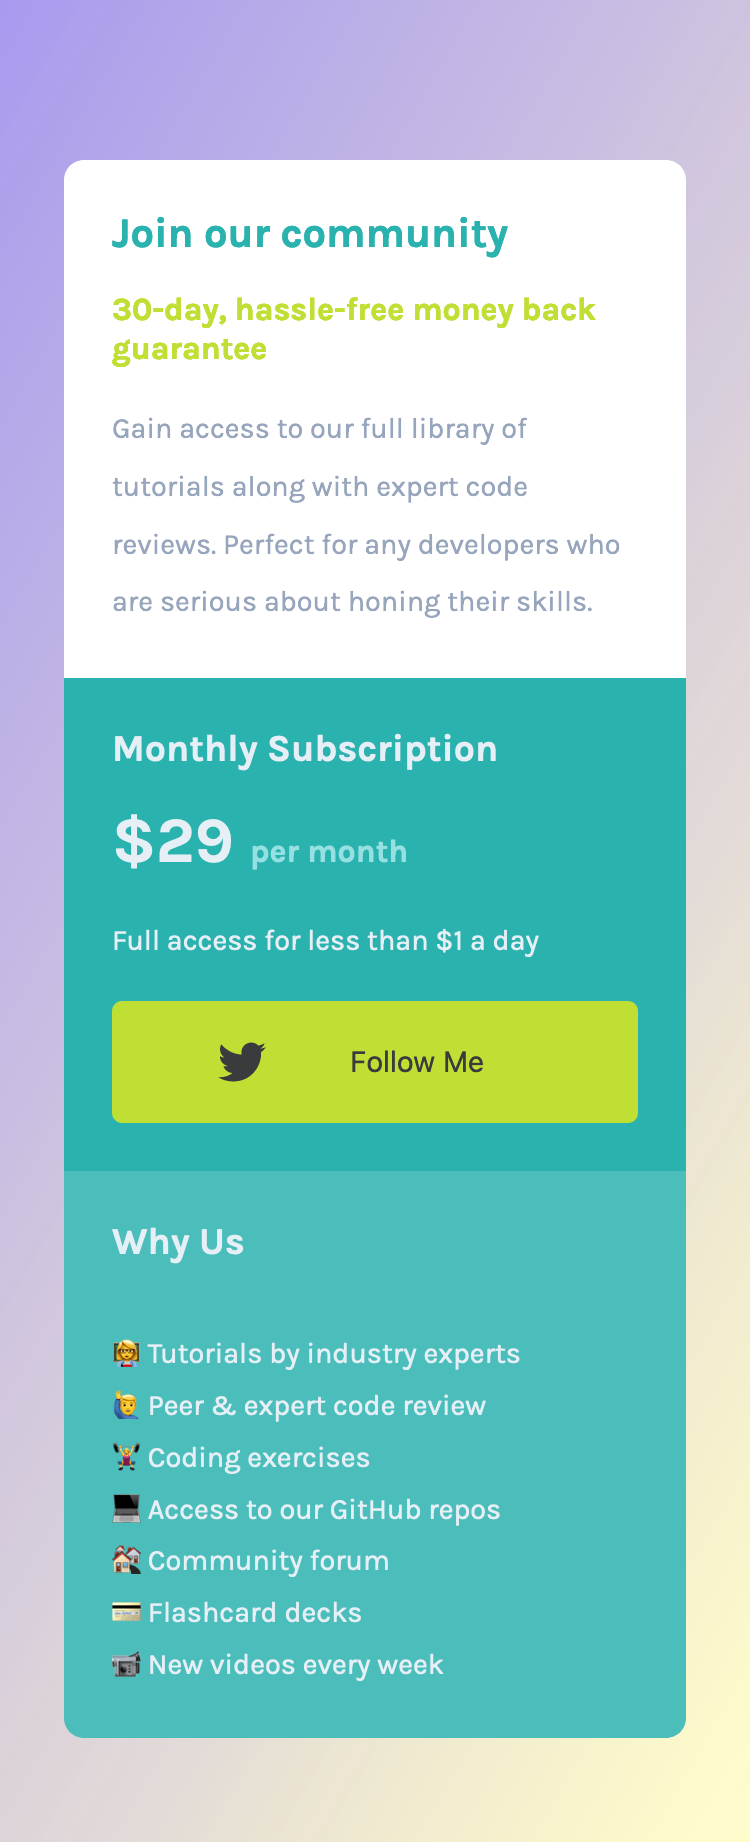 Join our community
30-day, hassle-free money back
guarantee
Gain access to our full library of
tutorials along with expert code
reviews. Perfect for any developers who
are serious about honing their skills.
Monthly Subscription
$29 per month
Full access for less than $1 a day
Follow Me
Why Us
👩‍🏫 Tutorials by industry experts
🙋‍♂️ Peer & expert code review
🏋️‍♀️ Coding exercises
💻 Access to our GitHub repos
🏘 Community forum
💳 Flashcard decks
📹 New videos every week